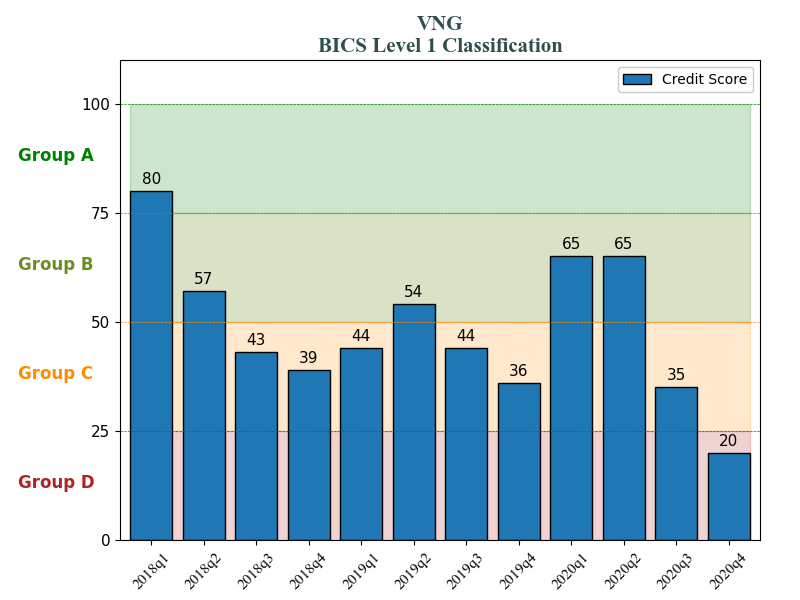 VNG
BICS Level 1 Classification
Credit Score
100
Group A
80
75
Group B
65
65
57
54
50
44
44
43
39
Group C
36
35
25
20
Group D
0
2018q1
2018q2
2018q3
2018q4
2019q1
2019q2
2019q3
2019q4
2020q1
2020q2
2020q3
2020q4